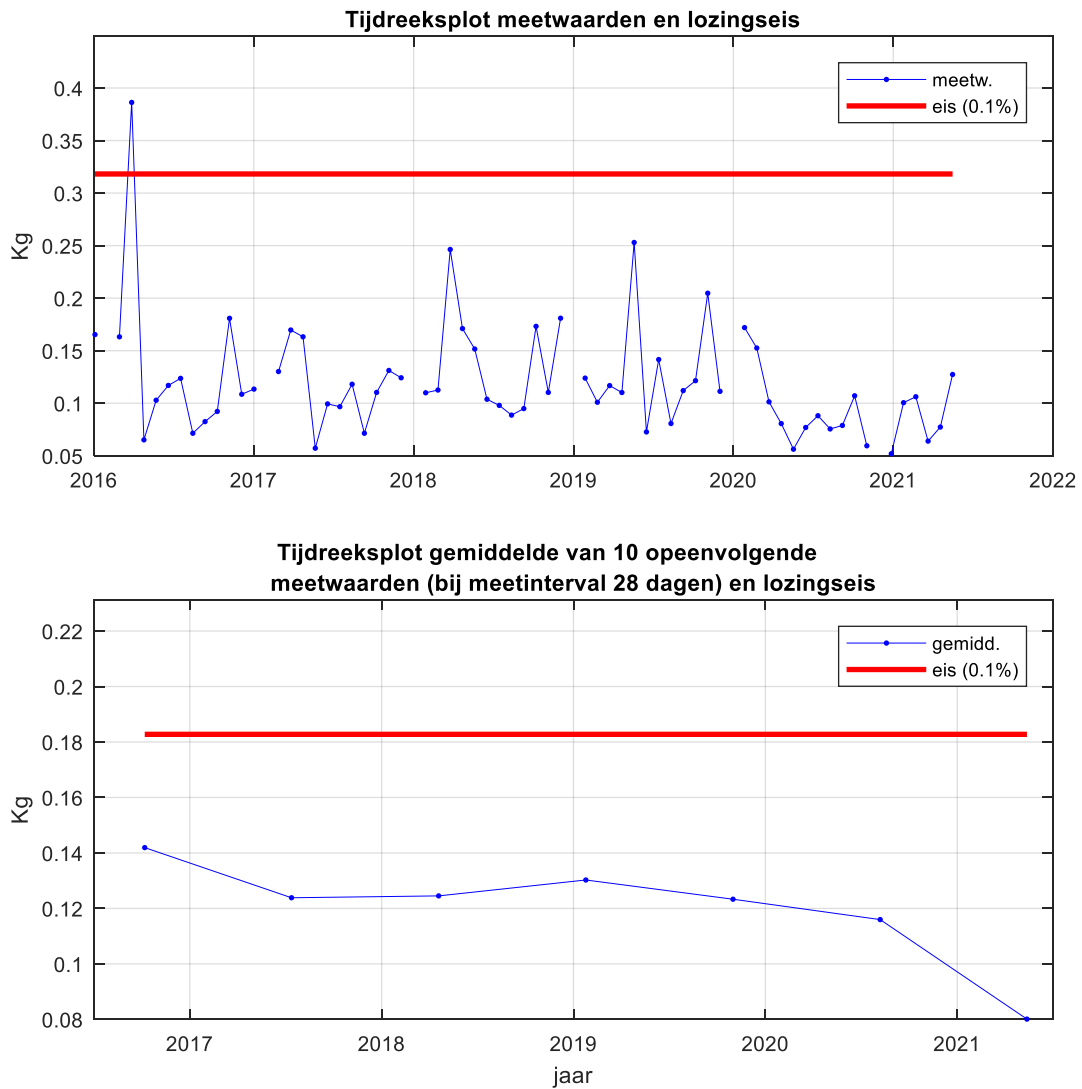 Tijdreeksplot meetwaarden en lozingseis
meetw.
eis (0.1%)
Kg
0.4
0.35
0.3
0.25
0.2
0.15
0.1
0.05
2016 2017 2018 2019 2020 2021 2022
Tijdreeksplot gemiddelde van 10 opeenvolgende
meetwaarden (bij meetinterval 28 dagen) en lozingseis
gemidd.
eis (0.1%)
Kg
0.22
0.2
0.18
0.16
0.14
0.12
0.1
0.08
2017 2018 2019 2020 2021
jaar